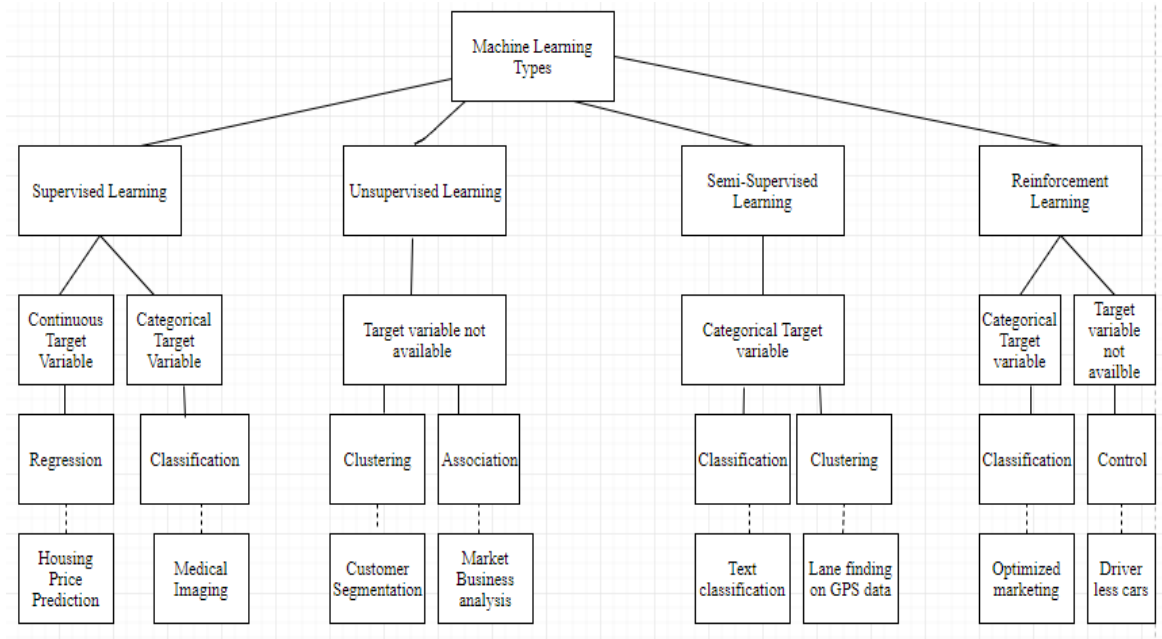 Machine Learning
Types
Supervised Learning
Unsupervised Learning
Semi-Supervised
Learning
Reinforcement
Learning
Continuous
Target
Variable
Categorical
Target
Variable
Target variable not
available
Categorical Target
variable
Categorical
Target
variable
Target
variable
not
availble
Regression
Classification
Clustering
Association
Classification
Clustering
Classification
Control
Housing
Price
Prediction
Medical
Imaging
Customer
Segmentation
Market
Business
analysis
Text
classification
Lane finding
on GPS data
Optimized
marketing
Driver
less cars